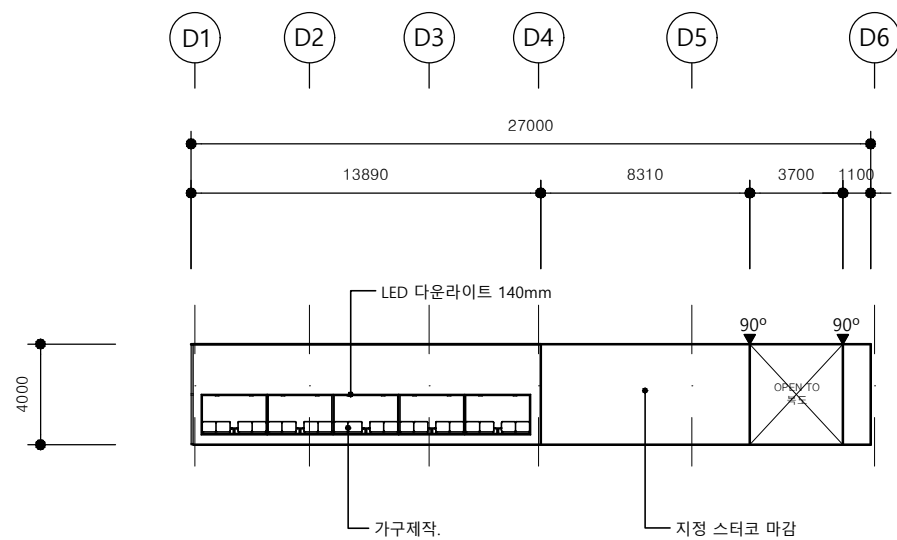 D1 D2 D3 D4 D5 D6
27000
13890 8310 3700 1100
LED 다운라이트 140mm
90º 90º
4000
OPEN TO
복도
가구제작.
지정 스터코 마감